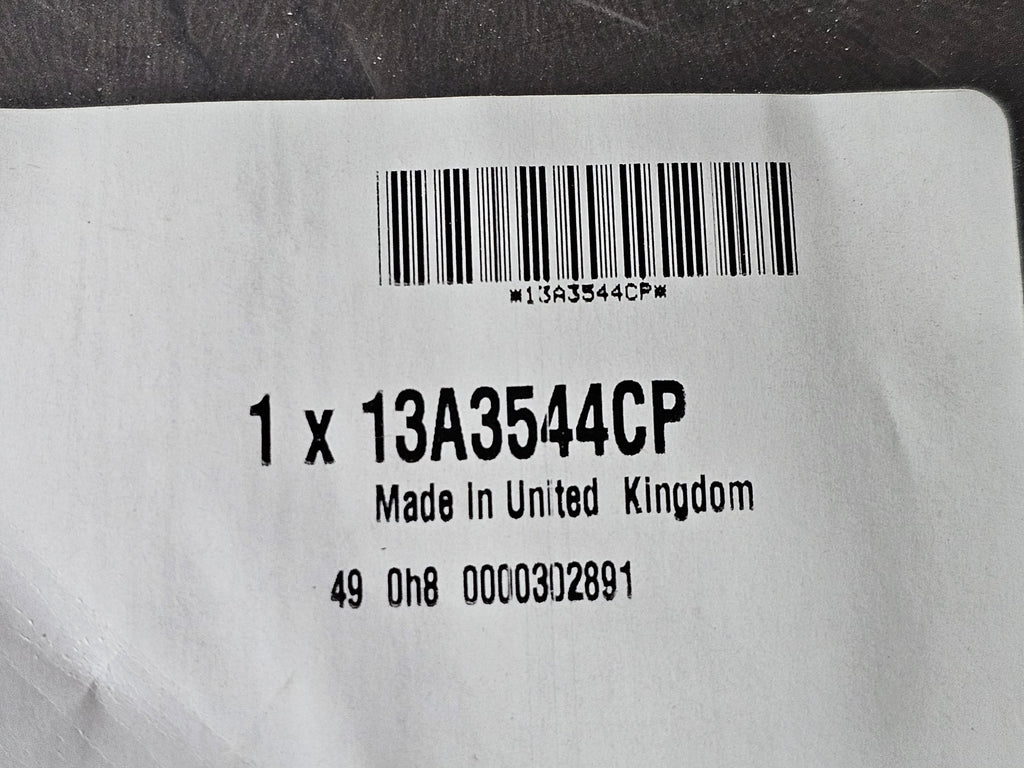 *13A3544CP*
1 x 13A3544CP
Made In United Kingdom
49 0h8 0000302891